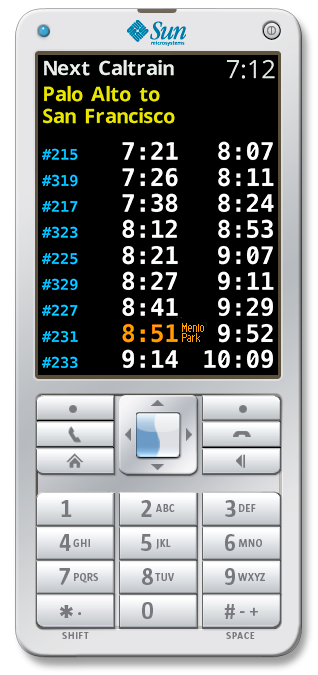 Sun
microsystems
Next Caltrain 7:12
Palo Alto to
San Francisco
#215 7:21 8:07
#319 7:26 8:11
#217 7:38 8:24
#323 8:12 8:53
#225 8:21 9:07
#329 8:27 9:11
#227 8:41 9:29
#231 8:51 Menlo Park 9:52
#233 9:14 10:09
1 2 ABC 3 DEF
4 GHI 5 JKL 6 MNO
7 PQRS 8 TUV 9 WXYZ
* · 0 # - +
SHIFT SPACE